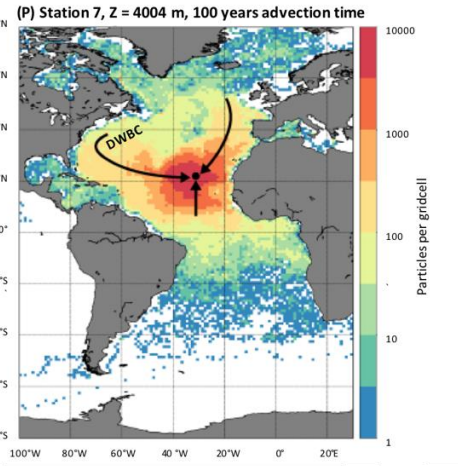 (P) Station 7, Z = 4004 m, 100 years advection time
°N
°N
°N
°N
0°
°S
°S
°S
°S
100°W 80°W 60°W 40°W 20°W 0° 20°E
DWBC
10000
1000
100
10
1
Particles per gridcell